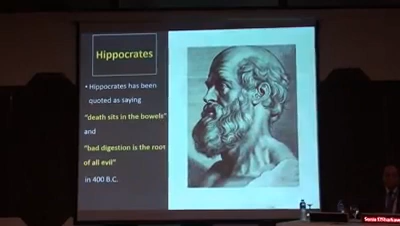 Hippocrates
• Hippocrates has been
quoted as saying
"death sits in the bowels"
and
"bad digestion is the root
of all evil"
in 400 B.C.